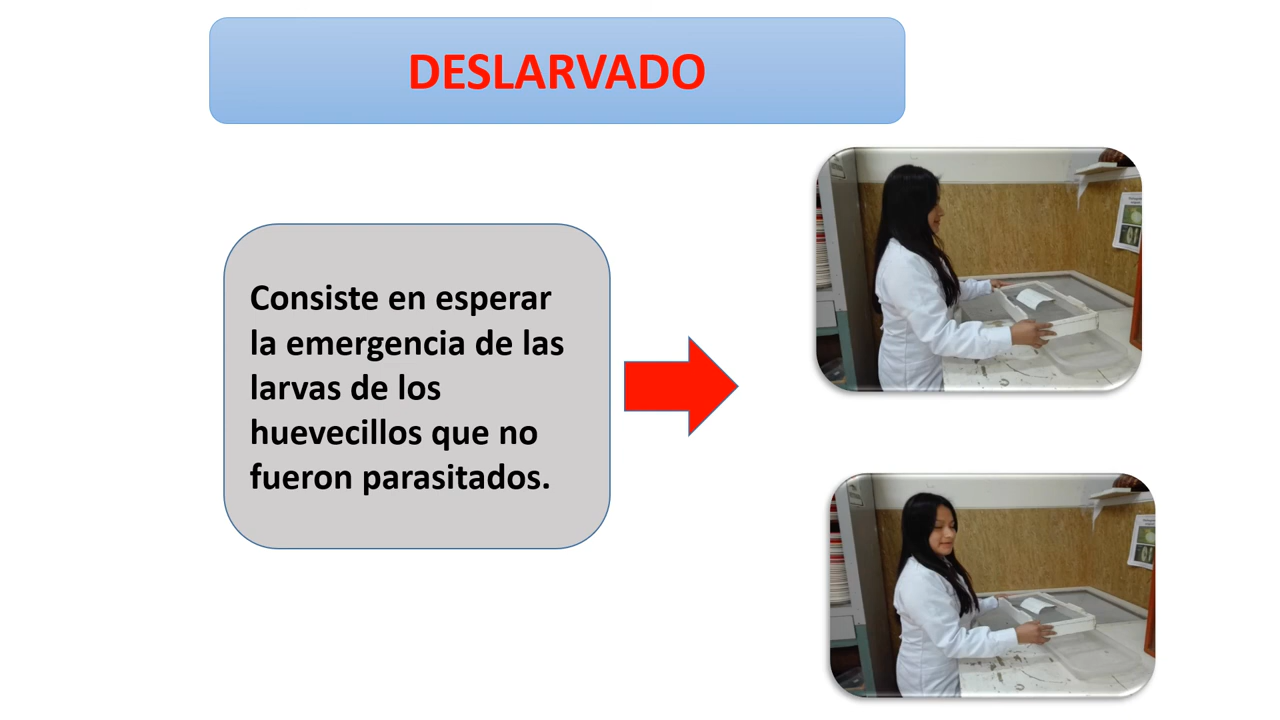 DESLARVADO
Consiste en esperar
la emergencia de las
larvas de los
huevecillos que no
fueron parasitados.